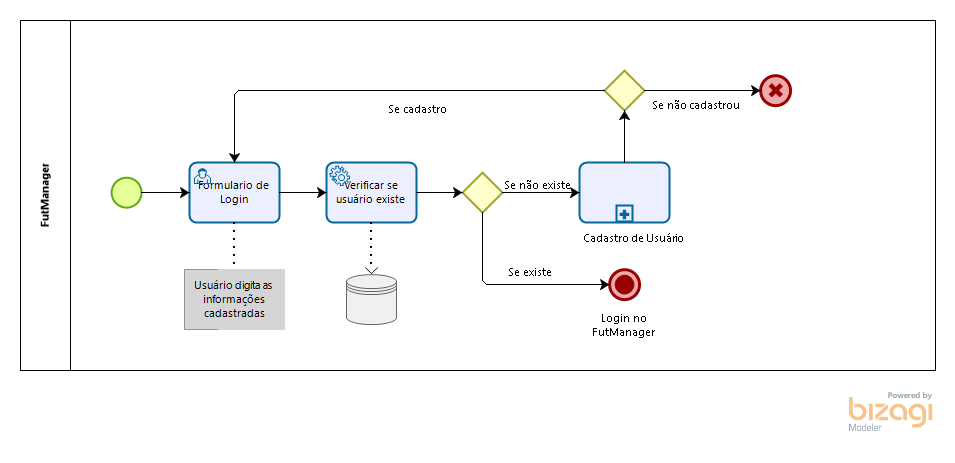 FutManager
Se cadastro
Se não cadastrou
Formulario de
Login
Verificar se
usuário existe
Se não existe
Cadastro de Usuário
Se existe
Usuário digita as
informações
cadastradas
Login no
FutManager
Powered by
bizagi
Modeler